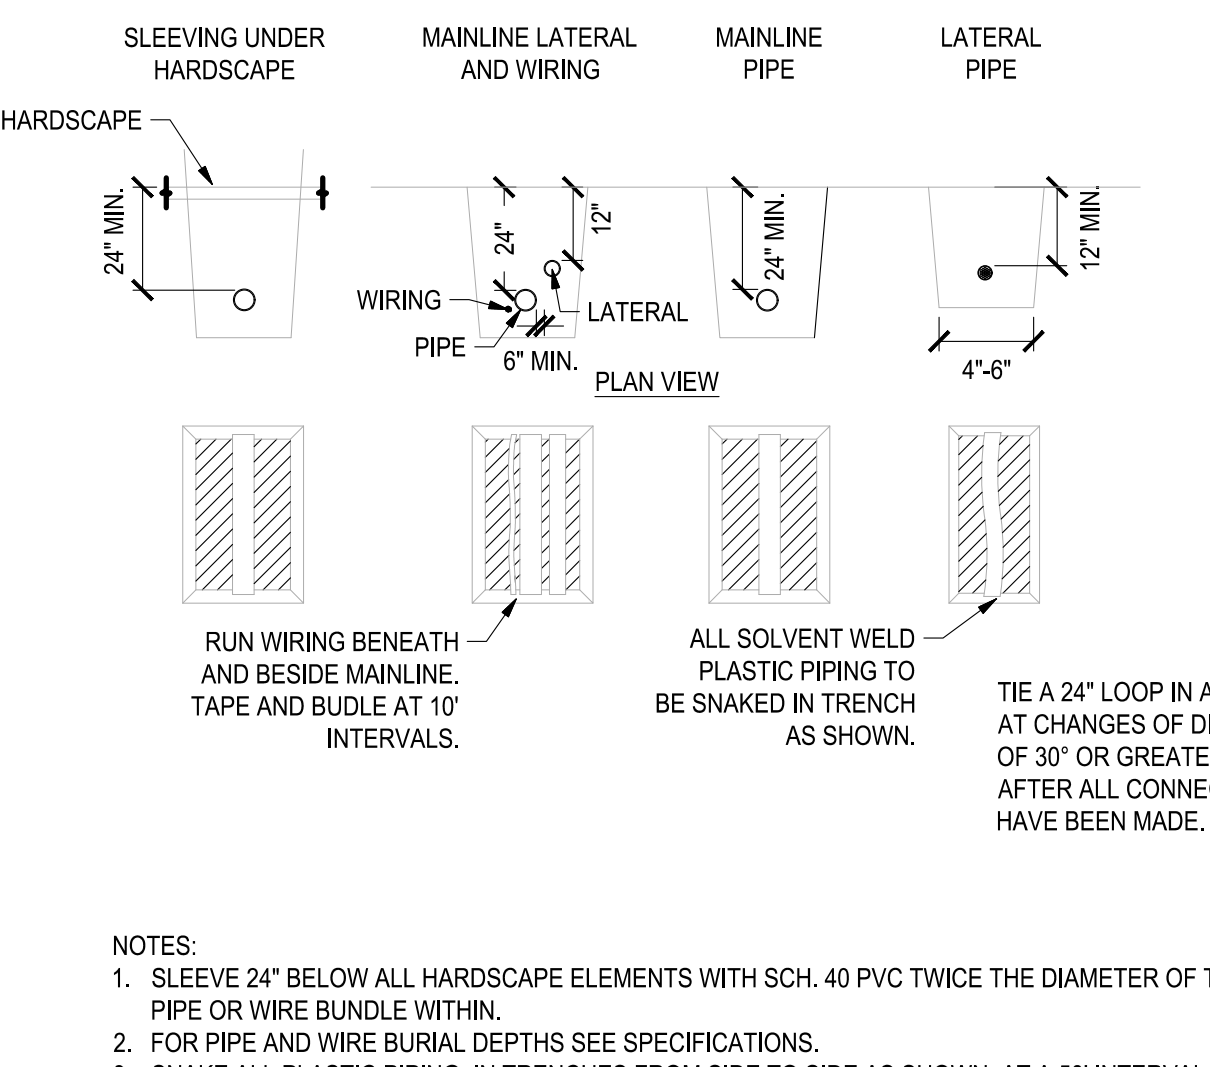 SLEEVING UNDER
HARDSCAPE
MAINLINE LATERAL
AND WIRING
MAINLINE
PIPE
LATERAL
PIPE
HARDSCAPE
24" MIN.
24"
12"
24" MIN.
12" MIN.
WIRING
LATERAL
PIPE
6" MIN.
4"-6"
PLAN VIEW
RUN WIRING BENEATH
AND BESIDE MAINLINE.
TAPE AND BUDLE AT 10'
INTERVALS.
ALL SOLVENT WELD
PLASTIC PIPING TO
BE SNAKED IN TRENCH
AS SHOWN.
TIE A 24" LOOP IN
AT CHANGES OF
OF 30° OR
AFTER ALL
HAVE BEEN MADE.
NOTES:
1. SLEEVE 24" BELOW ALL HARDSCAPE ELEMENTS WITH SCH. 40 PVC TWICE THE DIAMETER OF
PIPE OR WIRE BUNDLE WITHIN.
2. FOR PIPE AND WIRE BURIAL DEPTHS SEE SPECIFICATIONS.